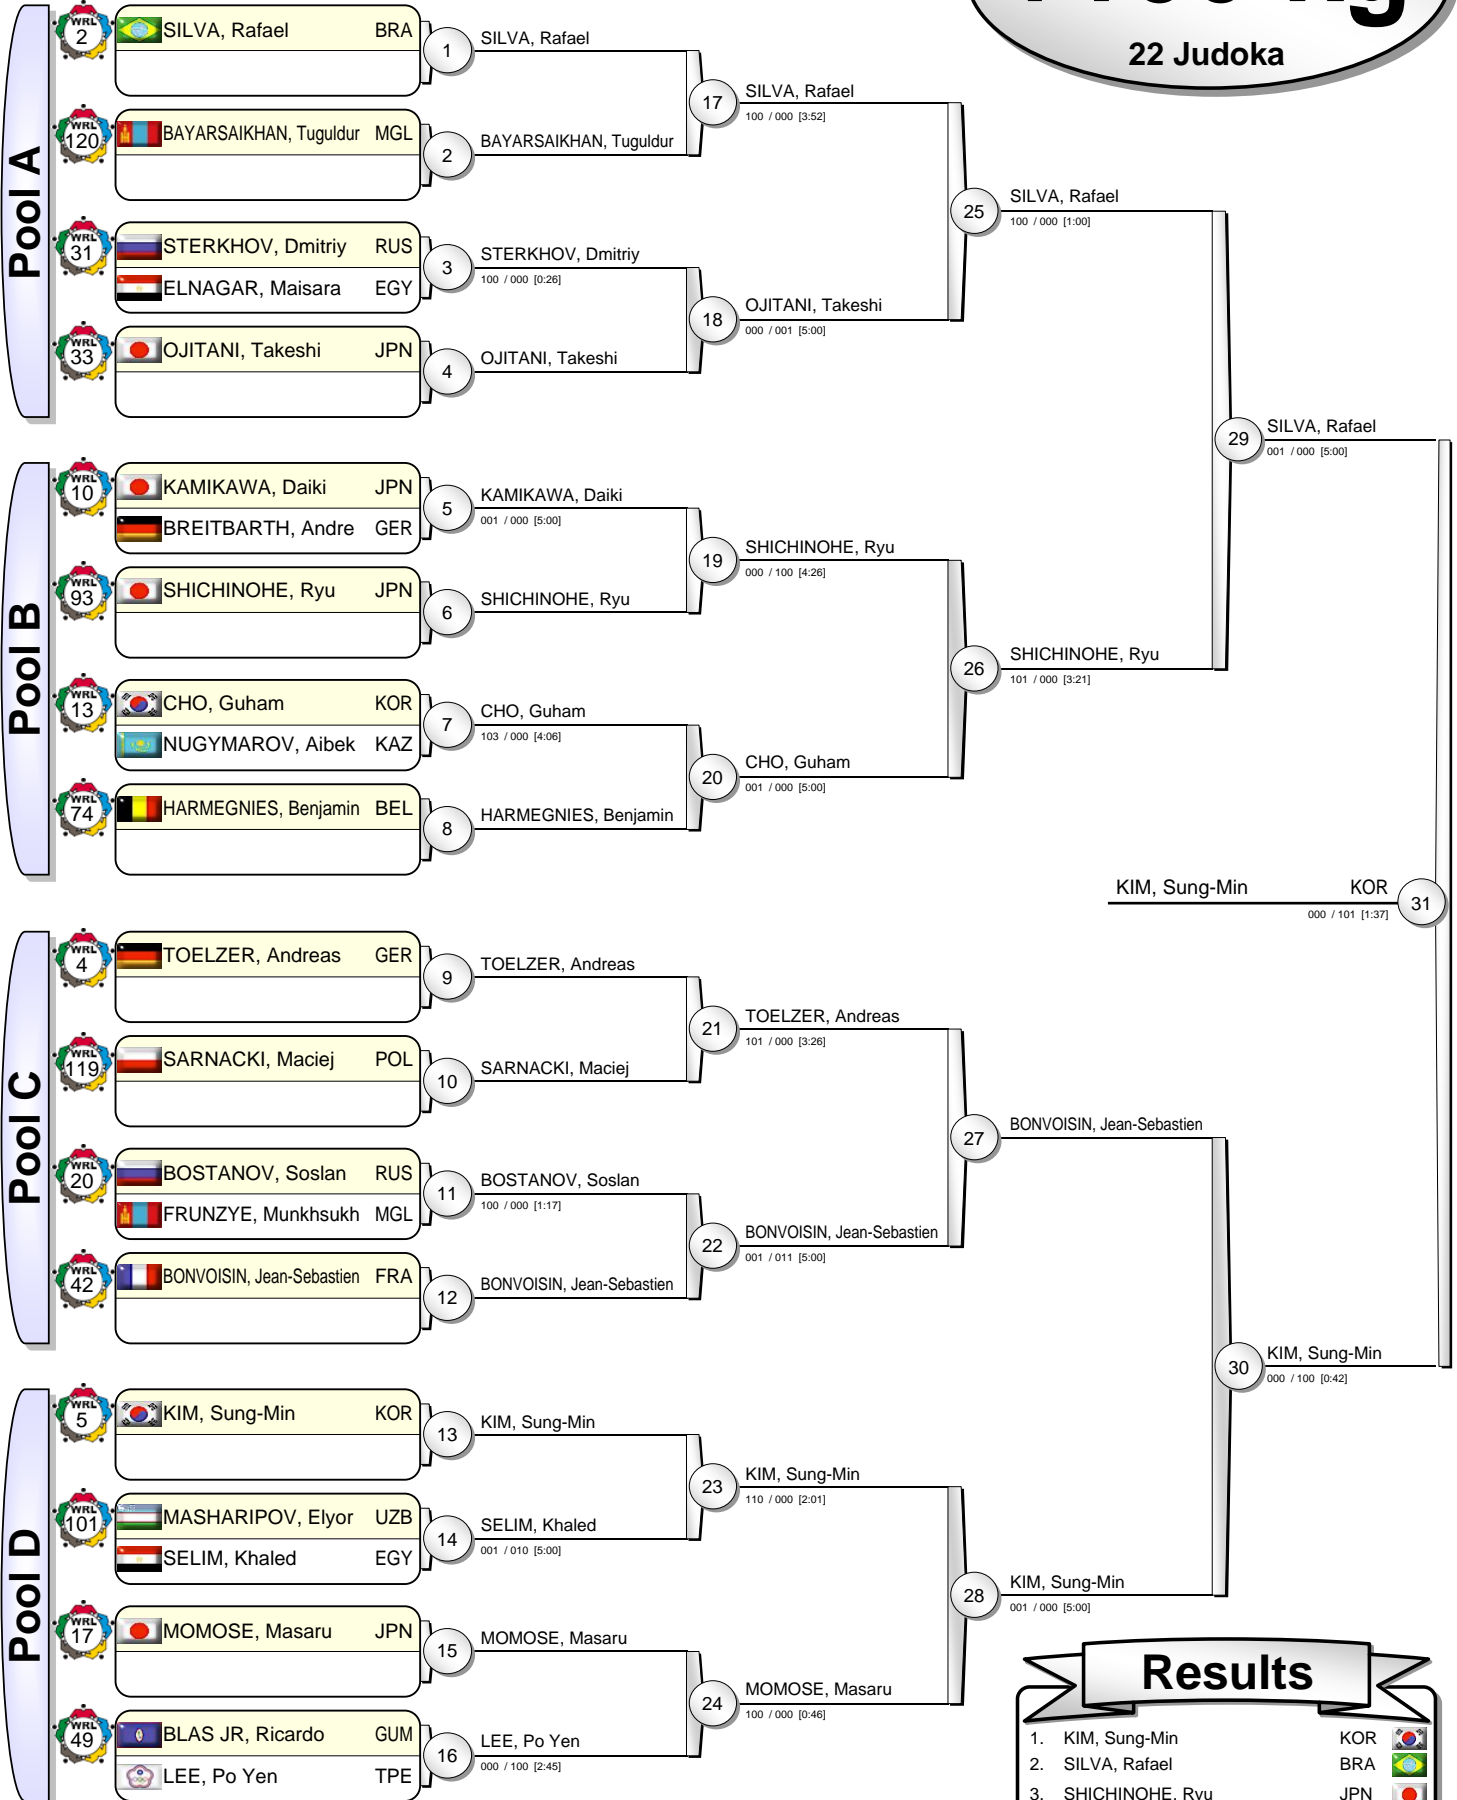 22 Judoka
Pool A
WRL 2
SILVA, Rafael BRA
1
SILVA, Rafael
WRL 120
BAYARSAIKHAN, Tuguldur MGL
2
BAYARSAIKHAN, Tuguldur
17
SILVA, Rafael
100 / 000 [3:52]
WRL 31
STERKHOV, Dmitriy RUS
ELNAGAR, Maisara EGY
3
STERKHOV, Dmitriy
100 / 000 [0:26]
WRL 33
OJITANI, Takeshi JPN
4
OJITANI, Takeshi
18
OJITANI, Takeshi
000 / 001 [5:00]
25
SILVA, Rafael
100 / 000 [1:00]
Pool B
WRL 10
KAMIKAWA, Daiki JPN
BREITBARTH, Andre GER
5
KAMIKAWA, Daiki
001 / 000 [5:00]
WRL 93
SHICHINOHE, Ryu JPN
6
SHICHINOHE, Ryu
19
SHICHINOHE, Ryu
000 / 100 [4:26]
WRL 13
CHO, Guham KOR
NUGYMAROV, Aibek KAZ
7
CHO, Guham
103 / 000 [4:06]
WRL 74
HARMEGNIES, Benjamin BEL
8
HARMEGNIES, Benjamin
20
CHO, Guham
001 / 000 [5:00]
26
SHICHINOHE, Ryu
101 / 000 [3:21]
29
SILVA, Rafael
001 / 000 [5:00]
KIM, Sung-Min KOR
000 / 101 [1:37]
31
Pool C
WRL 4
TOELZER, Andreas GER
9
TOELZER, Andreas
WRL 119
SARNACKI, Maciej POL
10
SARNACKI, Maciej
21
TOELZER, Andreas
101 / 000 [3:26]
WRL 20
BOSTANOV, Soslan RUS
FRUNZYE, Munkhsukh MGL
11
BOSTANOV, Soslan
100 / 000 [1:17]
WRL 42
BONVOISIN, Jean-Sebastien FRA
12
BONVOISIN, Jean-Sebastien
22
BONVOISIN, Jean-Sebastien
001 / 011 [5:00]
27
BONVOISIN, Jean-Sebastien
Pool D
WRL 5
KIM, Sung-Min KOR
13
KIM, Sung-Min
WRL 101
MASHARIPOV, Elyor UZB
SELIM, Khaled EGY
14
SELIM, Khaled
001 / 010 [5:00]
23
KIM, Sung-Min
110 / 000 [2:01]
WRL 17
MOMOSE, Masaru JPN
15
MOMOSE, Masaru
WRL 49
BLAS JR, Ricardo GUM
LEE, Po Yen TPE
16
LEE, Po Yen
000 / 100 [2:45]
24
MOMOSE, Masaru
100 / 000 [0:46]
28
KIM, Sung-Min
001 / 000 [5:00]
30
KIM, Sung-Min
000 / 100 [0:42]
Results
1. KIM, Sung-Min KOR
2. SILVA, Rafael BRA
3. SHICHINOHE, Ryu JPN